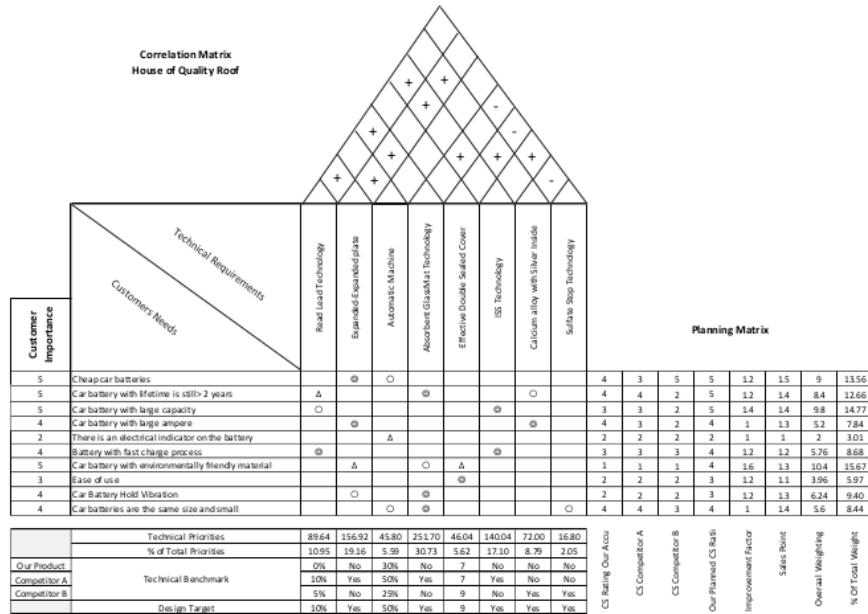 Correlation Matrix
House of Quality Roof
+ +
+ -
+ -
+ + + + +
+ + -
Technical Requirements
Customers Needs
Customer Importance
Read Lead Technology
Expanded-Expanded plate
Automatic Machine
Absorbent GlassMat Technology
Effective Double Sealed Cover
ISS Technology
Calcium alloy with Silver Inside
Sulfate Stop Technology
Planning Matrix
5 Cheap car batteries ◎ ○ 4 3 5 5 1.2 1.5 9 13.56
5 Car battery with lifetime is still> 2 years Δ ◎ ○ 4 4 2 5 1.2 1.4 8.4 12.66
5 Car battery with large capacity ○ ◎ 3 3 2 5 1.4 1.4 9.8 14.77
4 Car battery with large ampere ◎ ◎ 4 3 2 4 1 1.3 5.2 7.84
2 There is an electrical indicator on the battery Δ 2 2 2 2 1 1 2 3.01
4 Battery with fast charge process ◎ ◎ 3 3 3 4 1.2 1.2 5.76 8.68
5 Car battery with environmentally friendly material Δ ○ Δ 1 1 1 4 1.6 1.3 10.4 15.67
3 Ease of use ◎ 2 2 2 3 1.2 1.1 3.96 5.97
4 Car Battery Hold Vibration ○ ◎ 2 2 2 3 1.2 1.3 6.24 9.40
4 Car batteries are the same size and small ○ ◎ ○ 4 4 3 4 1 1.4 5.6 8.44
Technical Priorities 89.64 156.92 45.80 251.70 46.04 140.04 72.00 16.80
% of Total Priorities 10.95 19.16 5.59 30.73 5.62 17.10 8.79 2.05
Our Product 0% No 30% No 7 No No No
Competitor A Technical Benchmark 10% Yes 50% Yes 7 Yes No No
Competitor B 5% No 25% No 9 No Yes Yes
Design Target 10% Yes 50% Yes 9 Yes Yes Yes
CS Rating Our Accu
CS Competitor A
CS Competitor B
Our Planned CS Rati
Improvement Factor
Sales Point
Overaal Weighting
% Of Total Weight